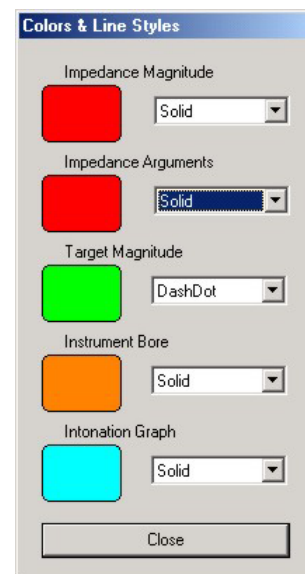 Colors & Line Styles
Impedance Magnitude
Solid
Impedance Arguments
Solid
Target Magnitude
DashDot
Instrument Bore
Solid
Intonation Graph
Solid
Close